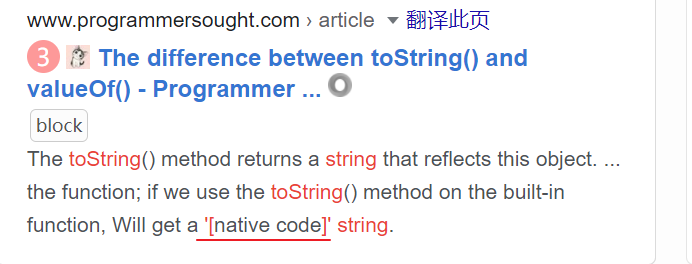 www.programmersought.com › article ▾ 翻译此页
3 The difference between toString() and
valueOf() - Programmer ...
block
The toString() method returns a string that reflects this object. ...
the function; if we use the toString() method on the built-in
function, Will get a '[native code]' string.